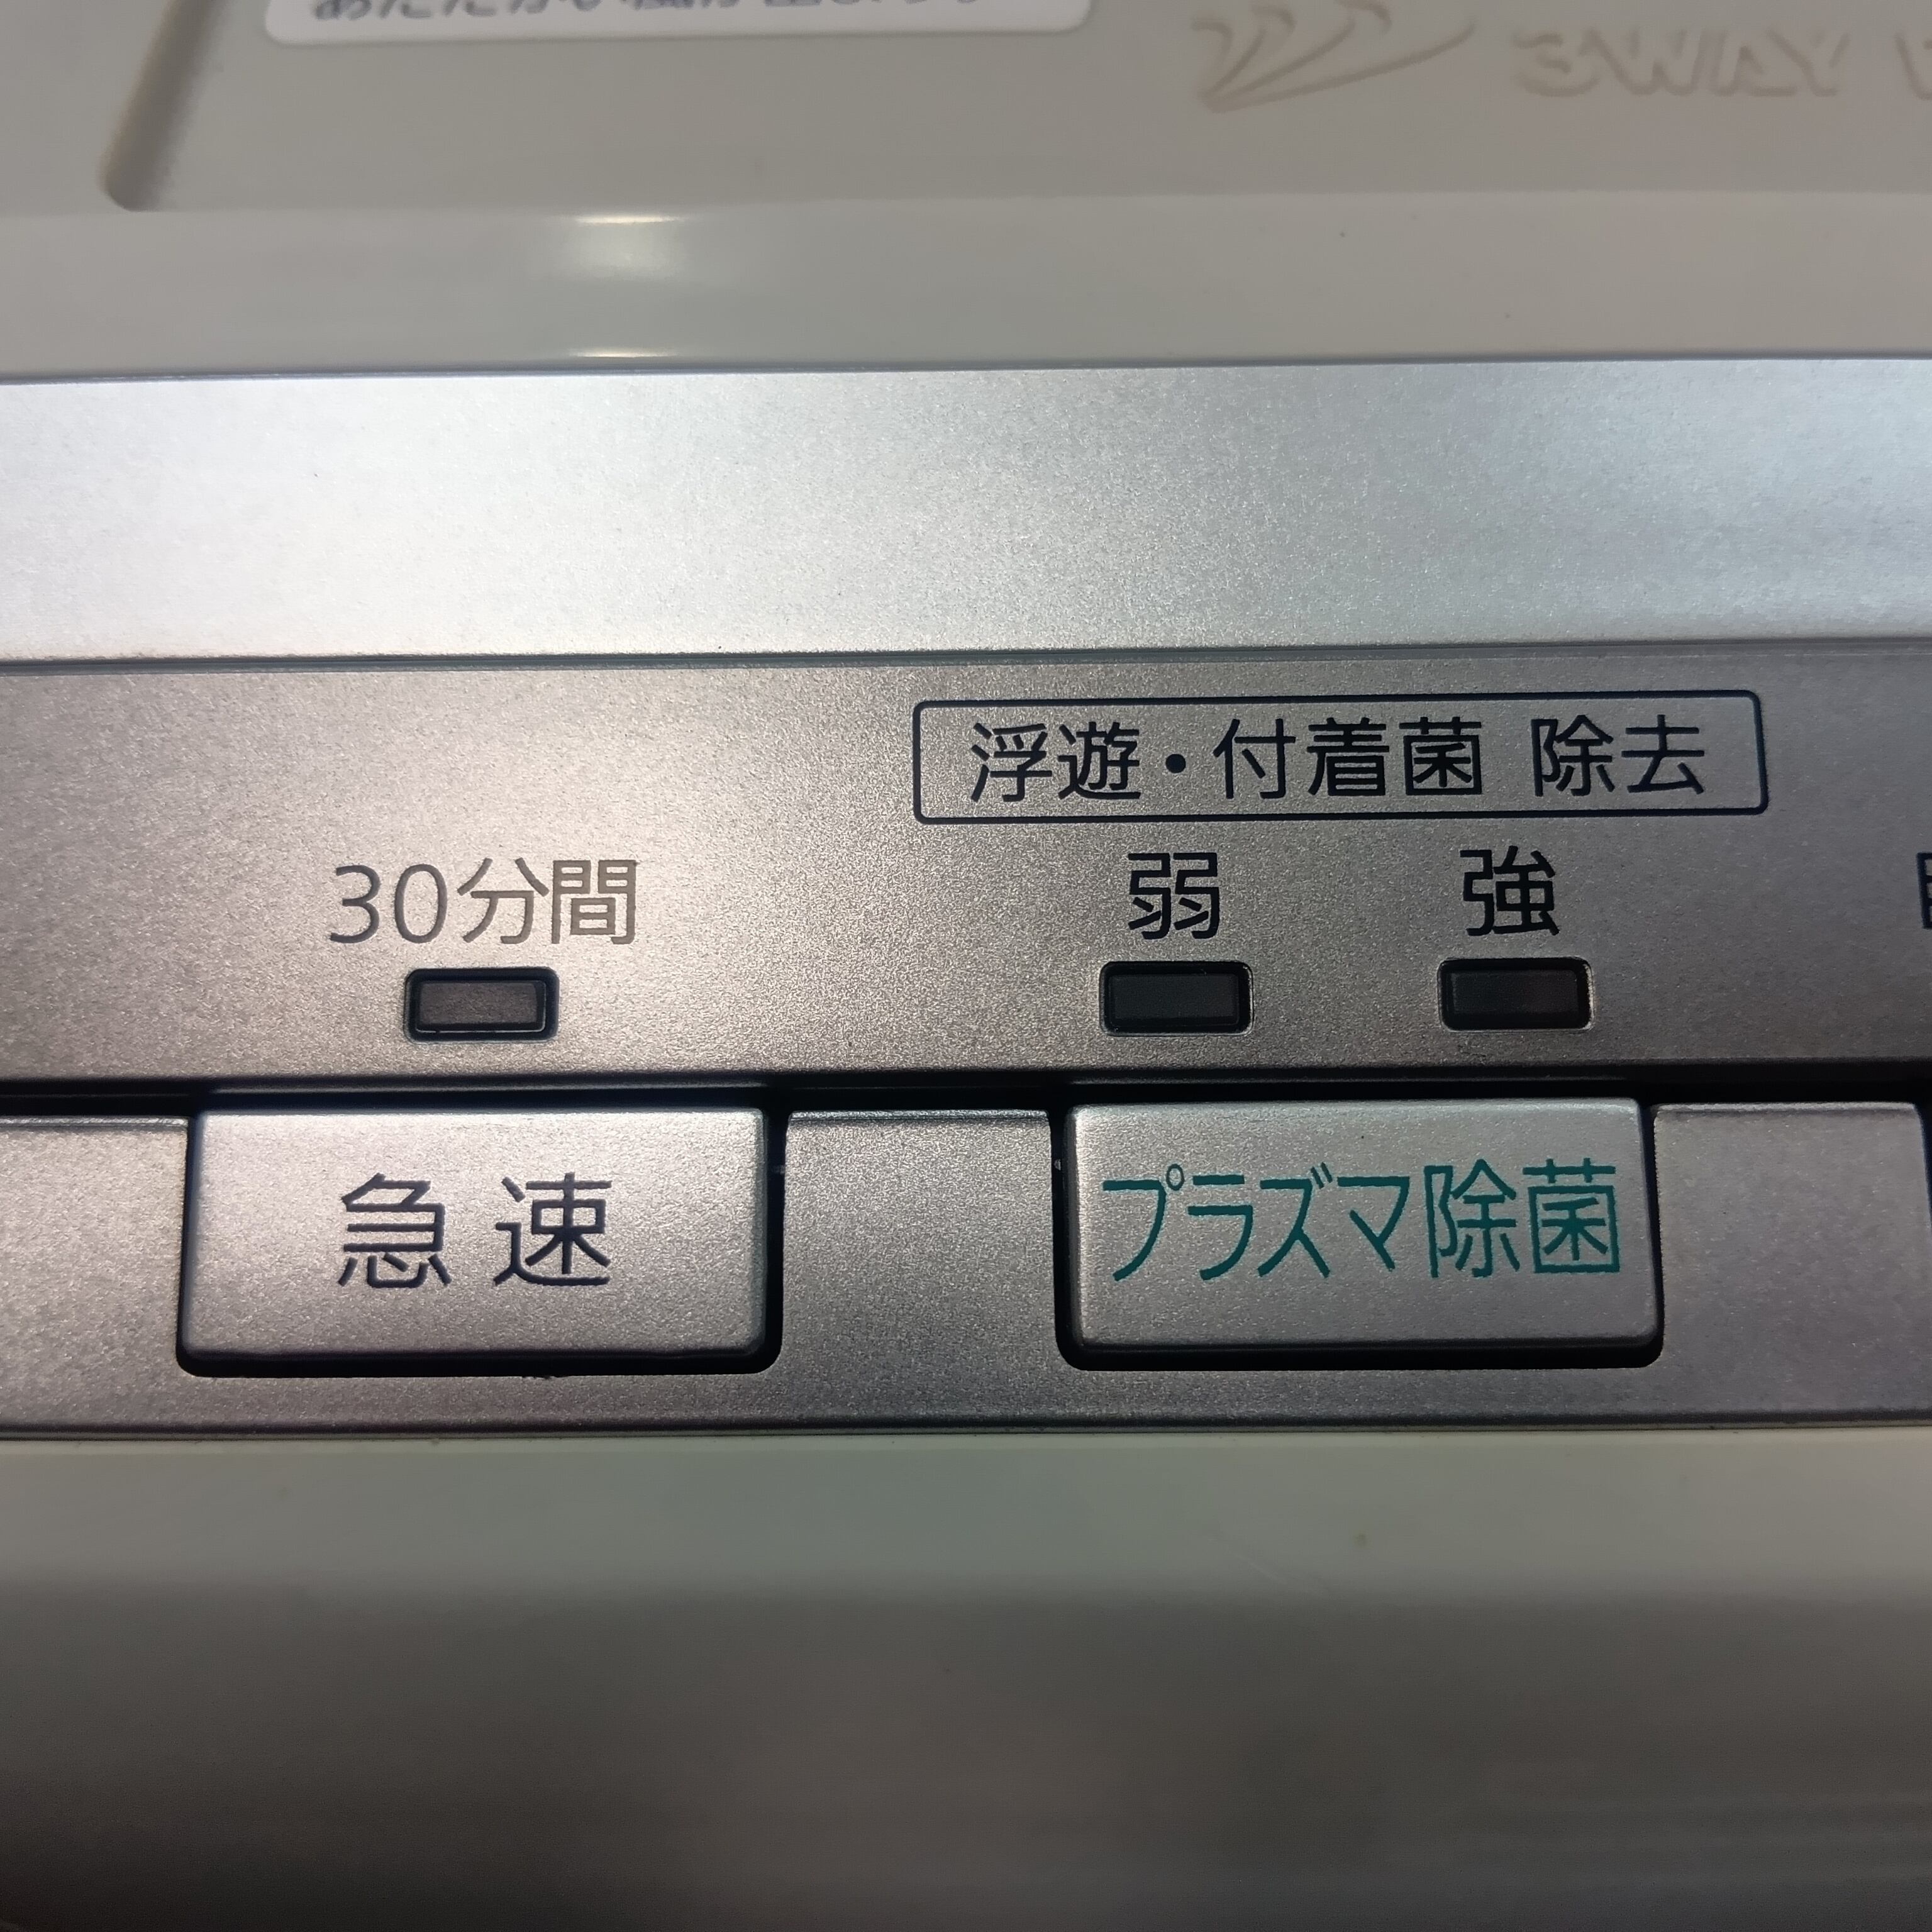 3WAY
浮遊・付着菌 除去
30分間
弱 強
急速 プラズマ除菌